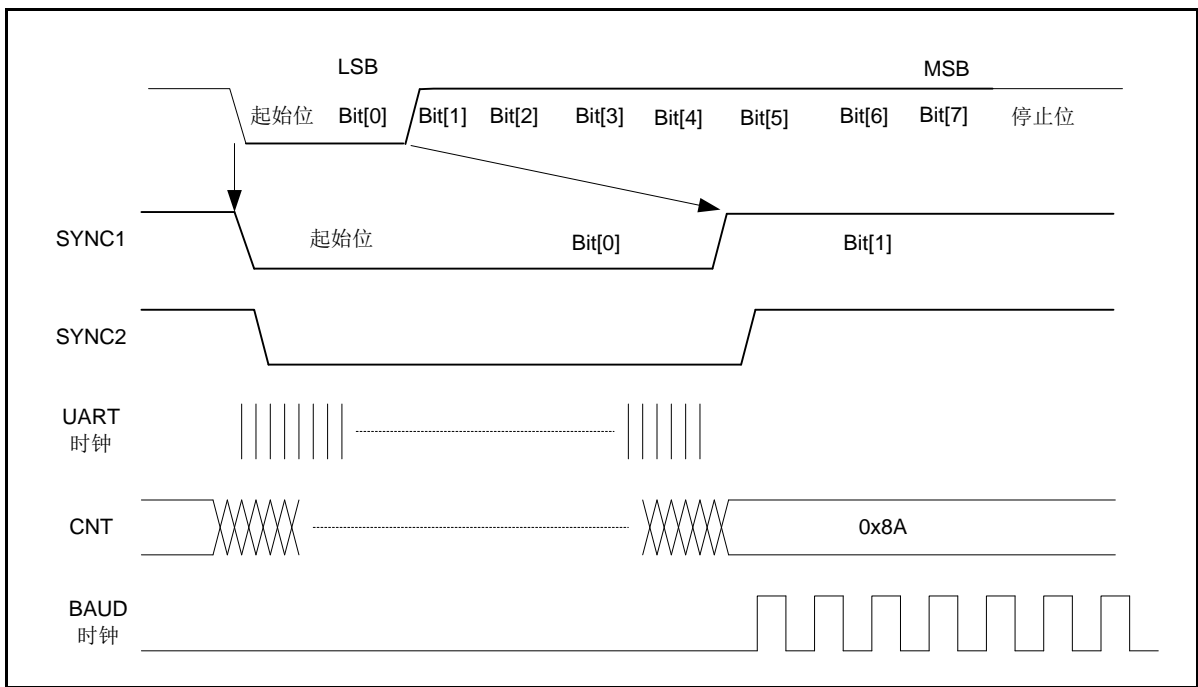 LSB MSB
起始位 Bit[0] Bit[1] Bit[2] Bit[3] Bit[4] Bit[5] Bit[6] Bit[7] 停止位
SYNC1 起始位 Bit[0] Bit[1]
SYNC2
UART
时钟
CNT 0x8A
BAUD
时钟